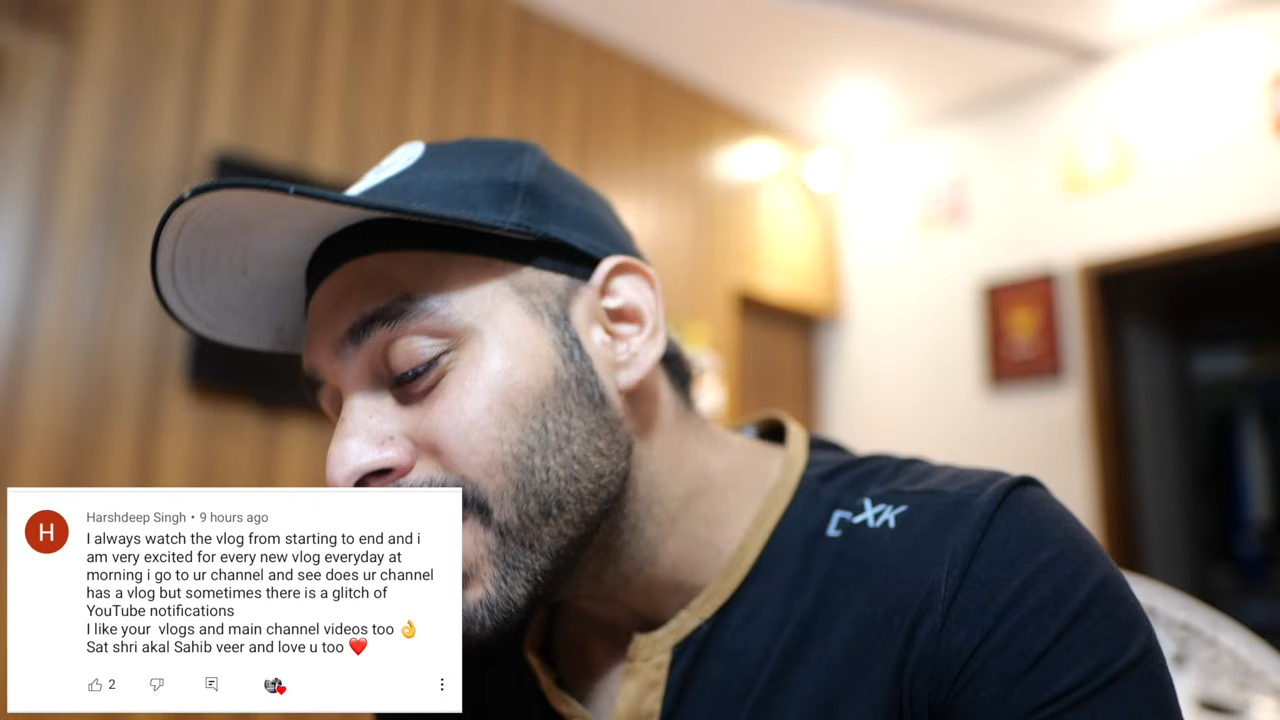 H
Harshdeep Singh • 9 hours ago
I always watch the vlog from starting to end and i
am very excited for every new vlog everyday at
morning i go to ur channel and see does ur channel
has a vlog but sometimes there is a glitch of
YouTube notifications
I like your  vlogs and main channel videos too 👌
Sat shri akal Sahib veer and love u too ❤️
2